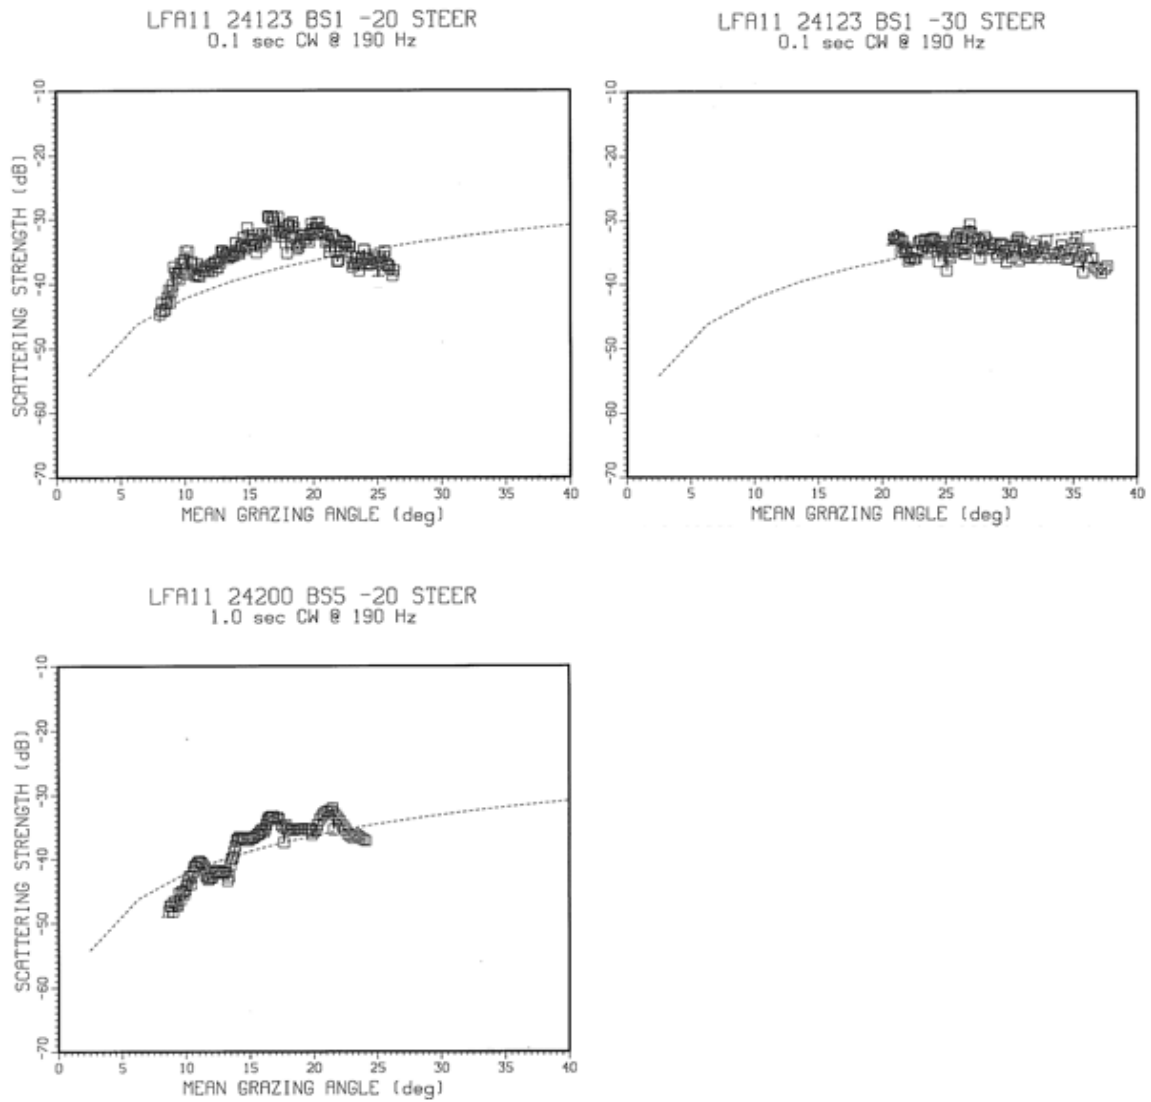 LFA11 24123 BS1 -20 STEER
0.1 sec CW @ 190 Hz
SCATTERING STRENGTH (dB)
-10
-20
-30
-40
-50
-60
-70
0 5 10 15 20 25 30 35 40
MEAN GRAZING ANGLE (deg)
LFA11 24123 BS1 -30 STEER
0.1 sec CW @ 190 Hz
-10
-20
-30
-40
-50
-60
-70
0 5 10 15 20 25 30 35 40
MEAN GRAZING ANGLE (deg)
LFA11 24200 BS5 -20 STEER
1.0 sec CW @ 190 Hz
SCATTERING STRENGTH (dB)
-10
-20
-30
-40
-50
-60
-70
0 5 10 15 20 25 30 35 40
MEAN GRAZING ANGLE (deg)